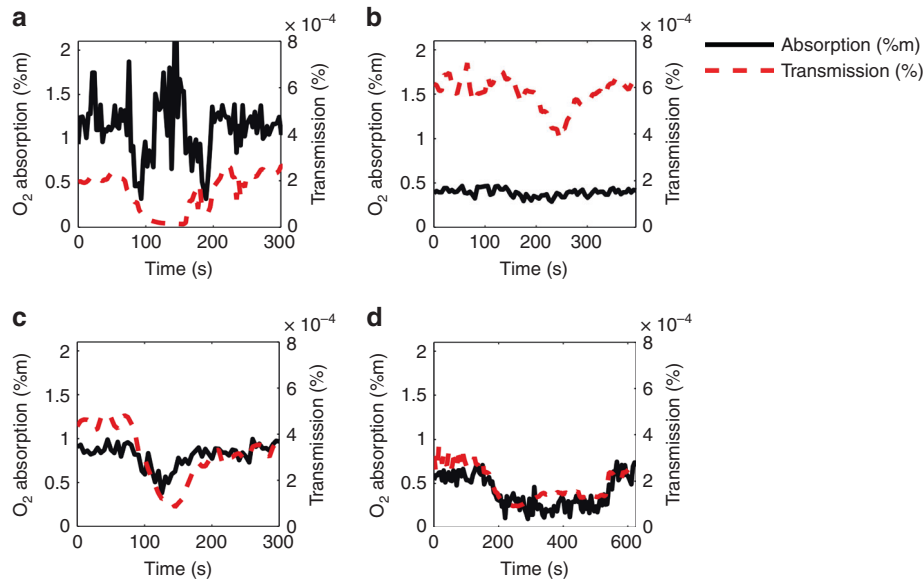 a
× 10⁻⁴
2
1.5
1
0.5
0
8
6
4
2
0
O₂ absorption (%m)
Transmission (%)
0 100 200 300
Time (s)
b
× 10⁻⁴
2
1.5
1
0.5
0
8
6
4
2
0
O₂ absorption (%m)
Transmission (%)
0 100 200 300
Time (s)
Absorption (%m)
Transmission (%)
c
× 10⁻⁴
2
1.5
1
0.5
0
8
6
4
2
0
O₂ absorption (%m)
Transmission (%)
0 100 200 300
Time (s)
d
× 10⁻⁴
2
1.5
1
0.5
0
8
6
4
2
0
O₂ absorption (%m)
Transmission (%)
0 200 400 600
Time (s)